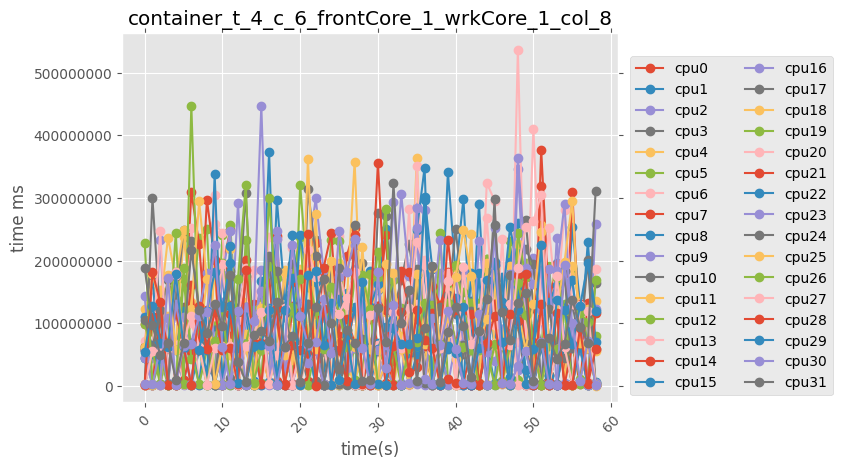 container_t_4_c_6_frontCore_1_wrkCore_1_col_8
time ms
500000000
400000000
300000000
200000000
100000000
0
0
10
20
30
40
50
60
time(s)
cpu0
cpu1
cpu2
cpu3
cpu4
cpu5
cpu6
cpu7
cpu8
cpu9
cpu10
cpu11
cpu12
cpu13
cpu14
cpu15
cpu16
cpu17
cpu18
cpu19
cpu20
cpu21
cpu22
cpu23
cpu24
cpu25
cpu26
cpu27
cpu28
cpu29
cpu30
cpu31